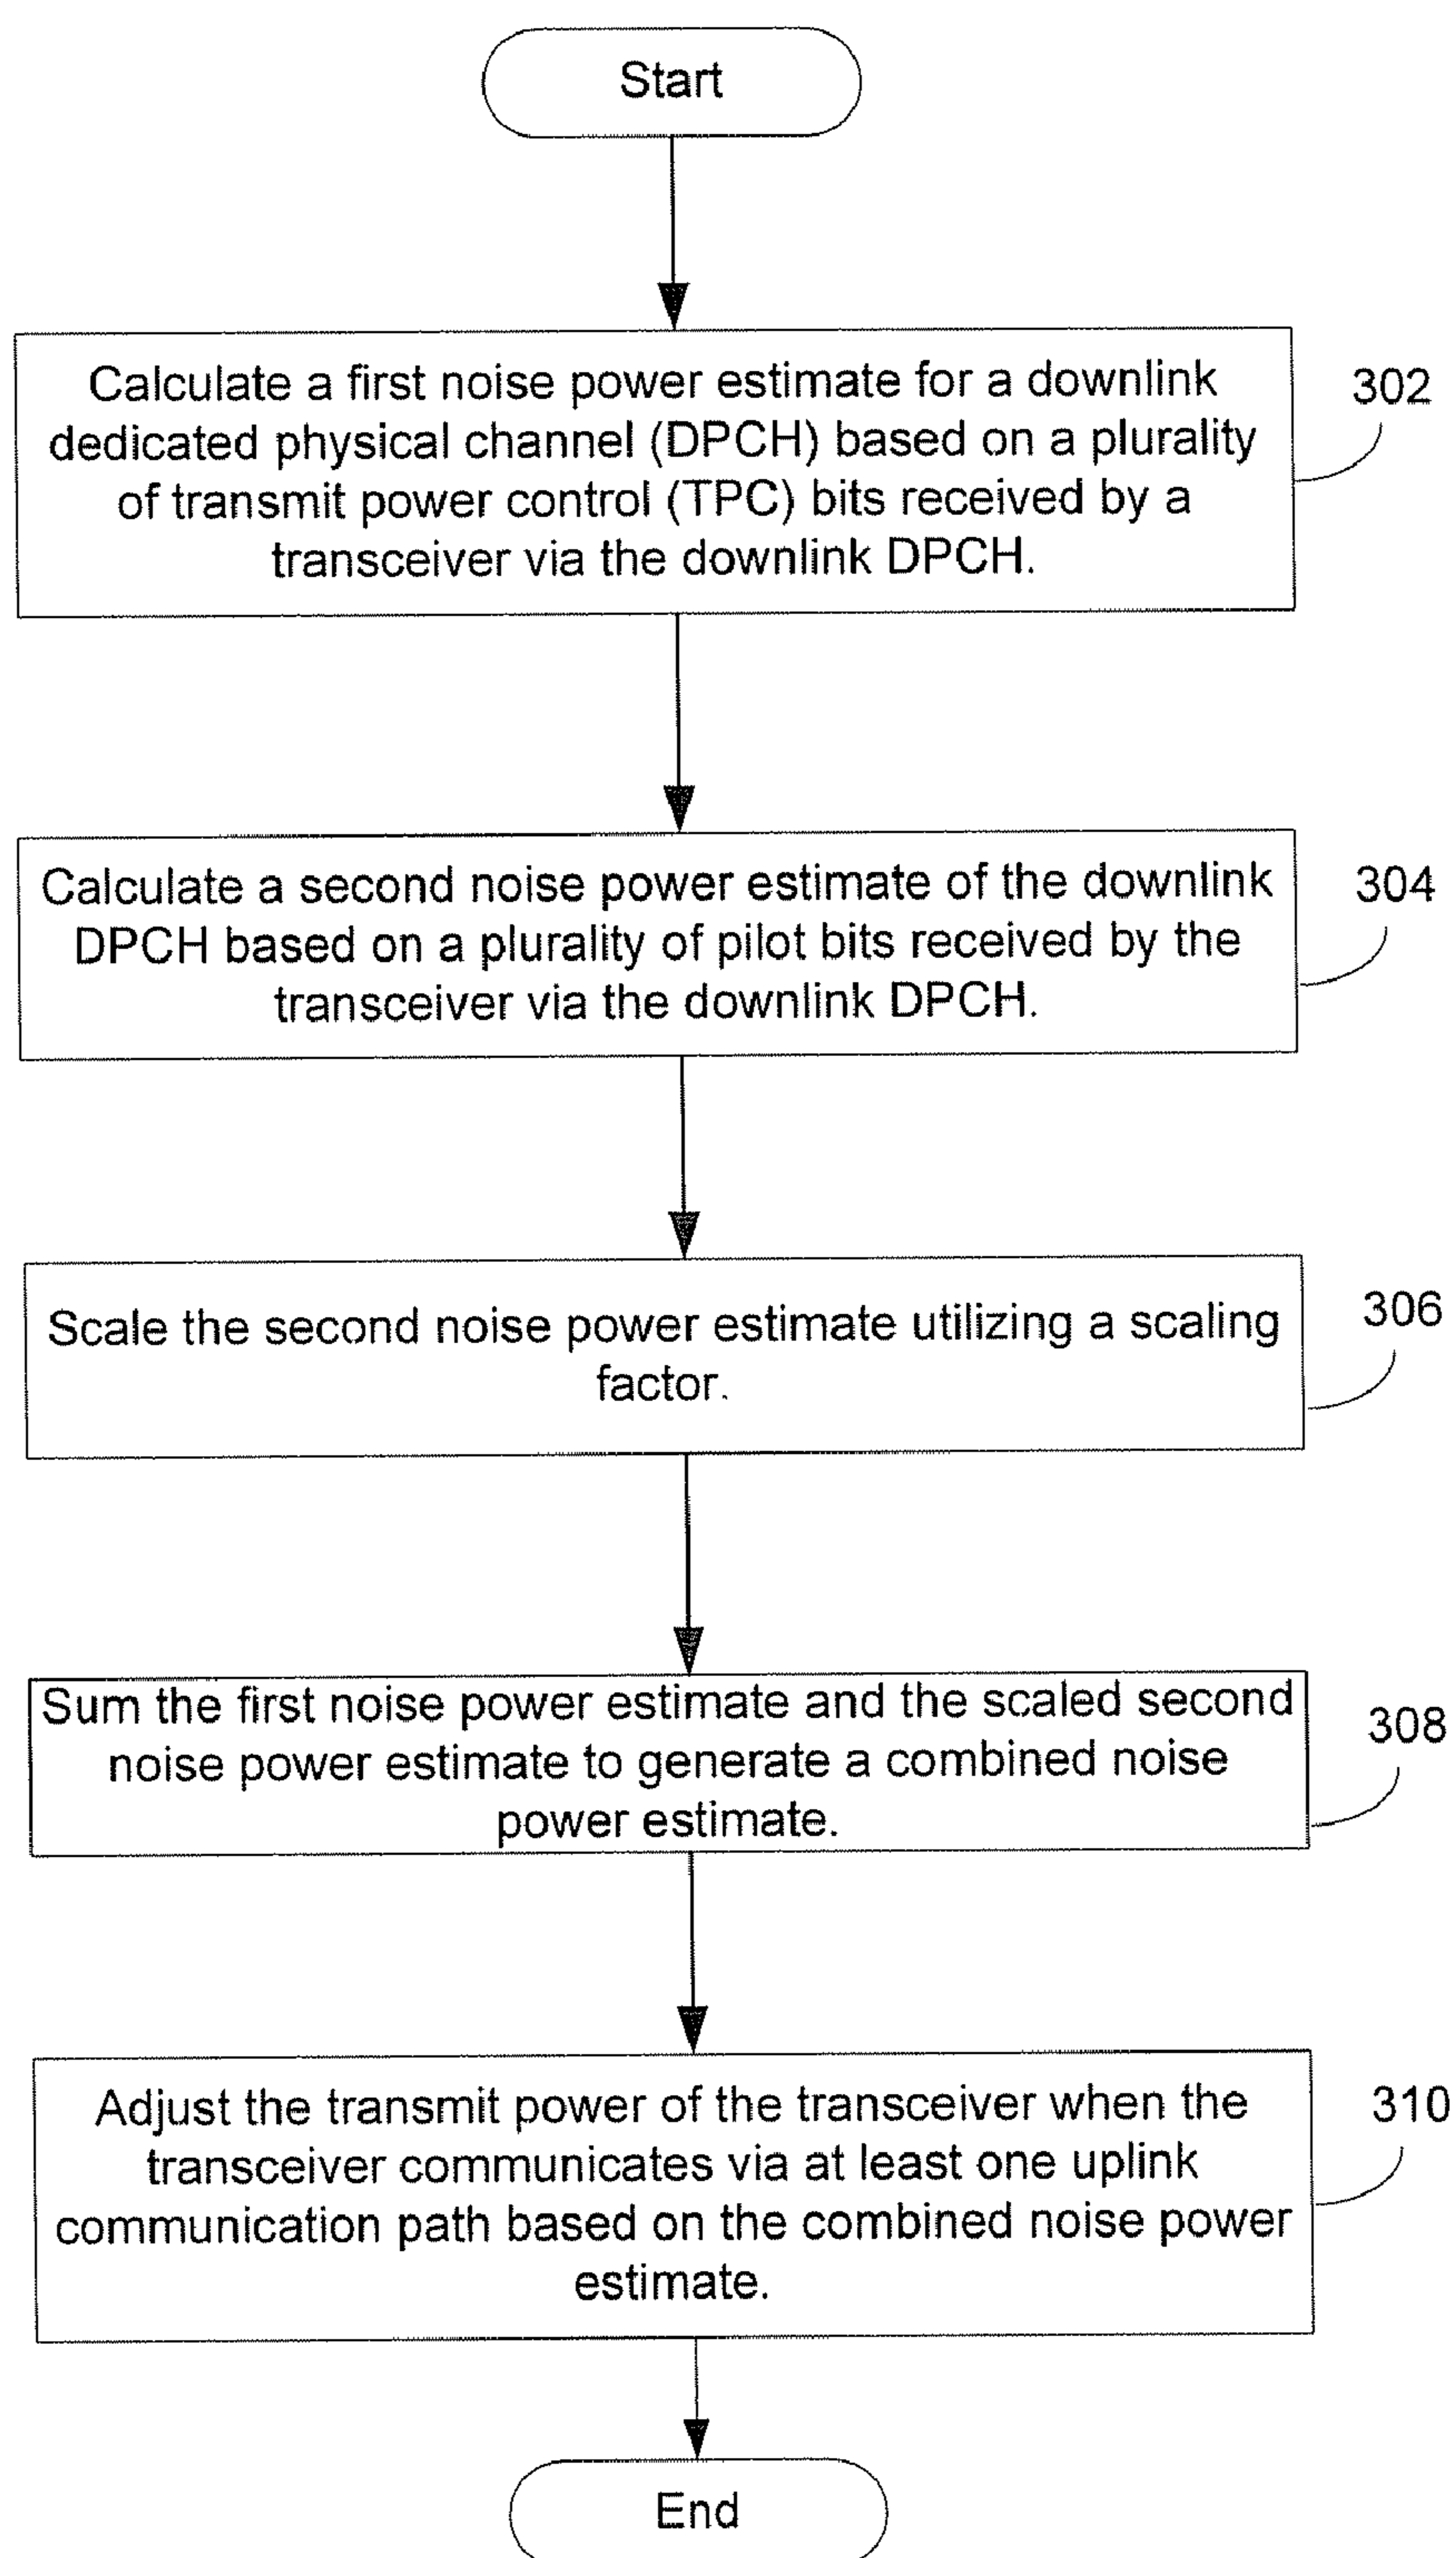 Start
Calculate a first noise power estimate for a downlink
dedicated physical channel (DPCH) based on a plurality
of transmit power control (TPC) bits received by a
transceiver via the downlink DPCH.
302
Calculate a second noise power estimate of the downlink
DPCH based on a plurality of pilot bits received by the
transceiver via the downlink DPCH.
304
Scale the second noise power estimate utilizing a scaling
factor.
306
Sum the first noise power estimate and the scaled second
noise power estimate to generate a combined noise
power estimate.
308
Adjust the transmit power of the transceiver when the
transceiver communicates via at least one uplink
communication path based on the combined noise power
estimate.
310
End